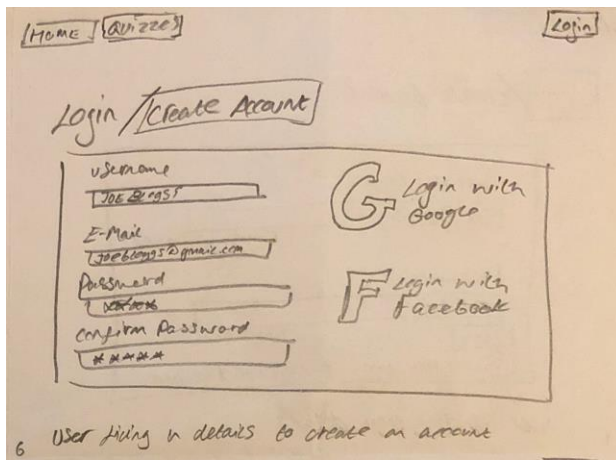 Home Quizzes Login
Login / Create Account
username
JOE Bloggs
E-Mail
Joebloggs@gmail.com
Password
****
confirm Password
*****
G Login with
Google
F Login with
facebook
6 User filing in details to create an account